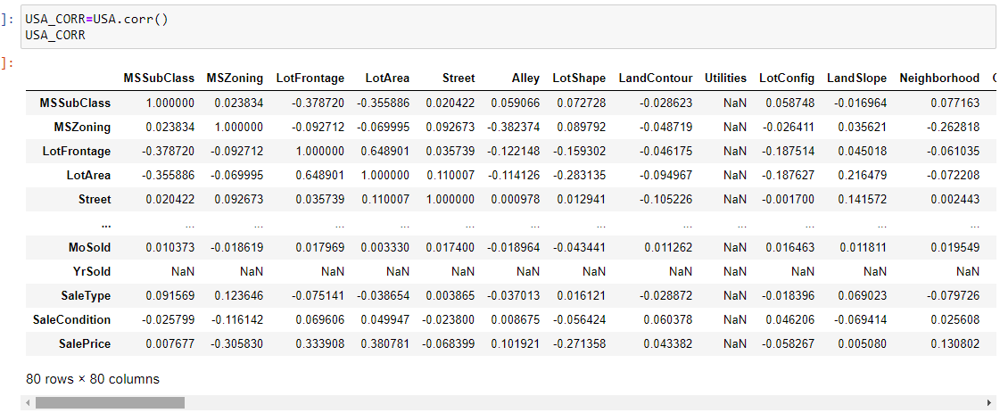 ]: USA_CORR=USA.corr()
USA_CORR
]:
MSSubClass MSZoning LotFrontage LotArea Street Alley LotShape LandContour Utilities LotConfig LandSlope Neighborhood
MSSubClass 1.000000 0.023834 -0.378720 -0.355886 0.020422 0.059066 0.072728 -0.028623 NaN 0.058748 -0.016964 0.077163
MSZoning 0.023834 1.000000 -0.092712 -0.069995 0.092673 -0.382374 0.089792 -0.048719 NaN -0.026411 0.035621 -0.262818
LotFrontage -0.378720 -0.092712 1.000000 0.648901 0.035739 -0.122148 -0.159302 -0.046175 NaN -0.187514 0.045018 -0.061035
LotArea -0.355886 -0.069995 0.648901 1.000000 0.110007 -0.114126 -0.283135 -0.094967 NaN -0.187627 0.216479 -0.072208
Street 0.020422 0.092673 0.035739 0.110007 1.000000 0.000978 0.012941 -0.105226 NaN -0.001700 0.141572 0.002443
... ... ... ... ... ... ... ... ... ... ... ... ...
MoSold 0.010373 -0.018619 0.017969 0.003330 0.017400 -0.018964 -0.043441 0.011262 NaN 0.016463 0.011811 0.019549
YrSold NaN NaN NaN NaN NaN NaN NaN NaN NaN NaN NaN NaN
SaleType 0.091569 0.123646 -0.075141 -0.038654 0.003865 -0.037013 0.016121 -0.028872 NaN -0.018396 0.069023 -0.079726
SaleCondition -0.025799 -0.116142 0.069606 0.049947 -0.023800 0.008675 -0.056424 0.060378 NaN 0.046206 -0.069414 0.025608
SalePrice 0.007677 -0.305830 0.333908 0.380781 -0.068399 0.101921 -0.271358 0.043382 NaN -0.058267 0.005080 0.130802
80 rows × 80 columns